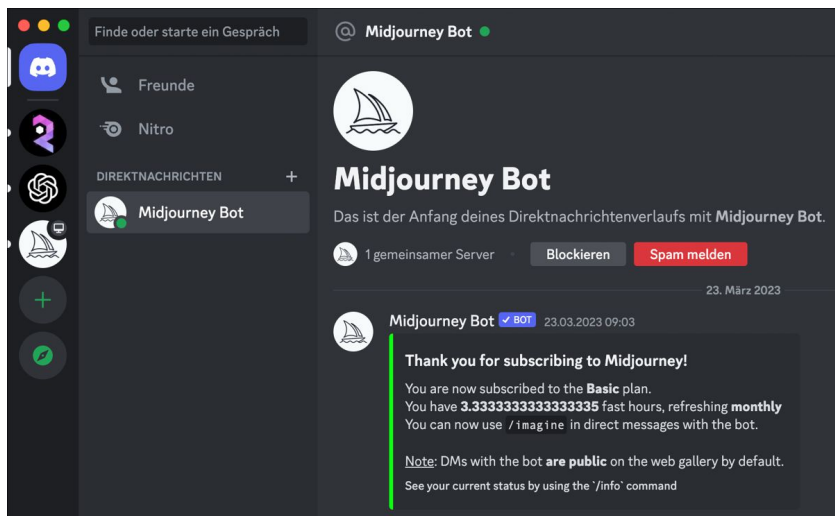 Finde oder starte ein Gespräch
Freunde
Nitro
DIREKTNACHRICHTEN +
Midjourney Bot
@ Midjourney Bot
Midjourney Bot
Das ist der Anfang deines Direktnachrichtenverlaufs mit Midjourney Bot.
1 gemeinsamer Server Blockieren Spam melden
23. März 2023
Midjourney Bot ✓ BOT 23.03.2023 09:03
Thank you for subscribing to Midjourney!
You are now subscribed to the Basic plan.
You have 3.3333333333333335 fast hours, refreshing monthly
You can now use /imagine in direct messages with the bot.
Note: DMs with the bot are public on the web gallery by default.
See your current status by using the `/info` command